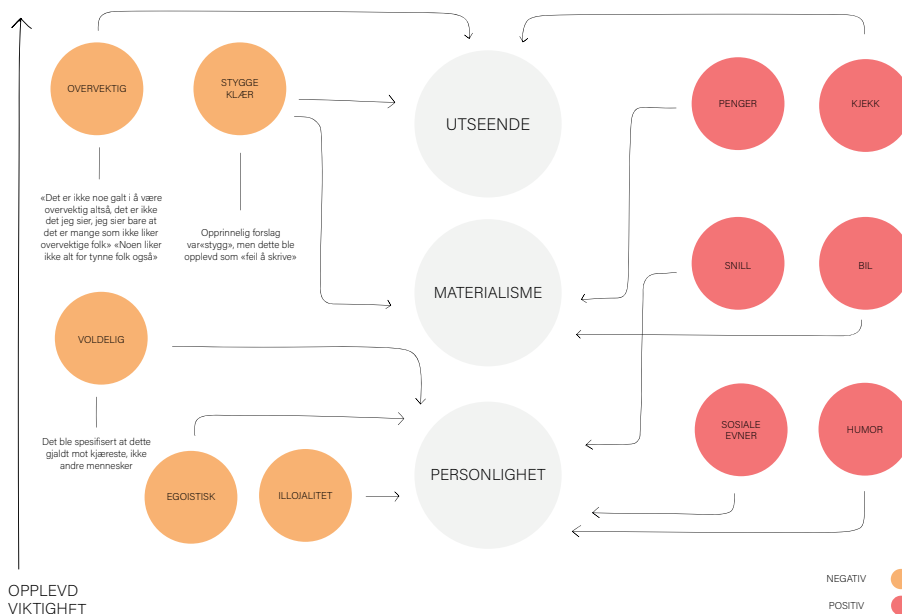 OVERVEKTIG
STYGGE
KLÆR
UTSEENDE
PENGER
KJEKK
«Det er ikke noe galt i å være
overvektig altså, det er ikke
det jeg sier, jeg sier bare at
det er mange som ikke liker
overvektige folk» «Noen liker
ikke alt for tynne folk også»
Opprinnelig forslag
var«stygg», men dette ble
opplevd som «feil å skrive»
MATERIALISME
SNILL
BIL
VOLDELIG
Det ble spesifisert at dette
gjaldt mot kjæreste, ikke
andre mennesker
EGOISTISK
ILLOJALITET
PERSONLIGHET
SOSIALE
EVNER
HUMOR
OPPLEVD
VIKTIGHET
NEGATIV
POSITIV